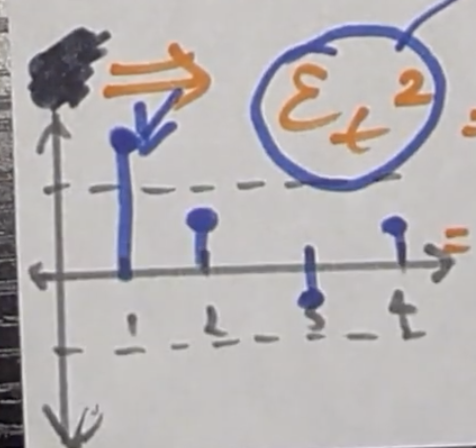 ⇒ ε_t² =
=
1 2 3 4